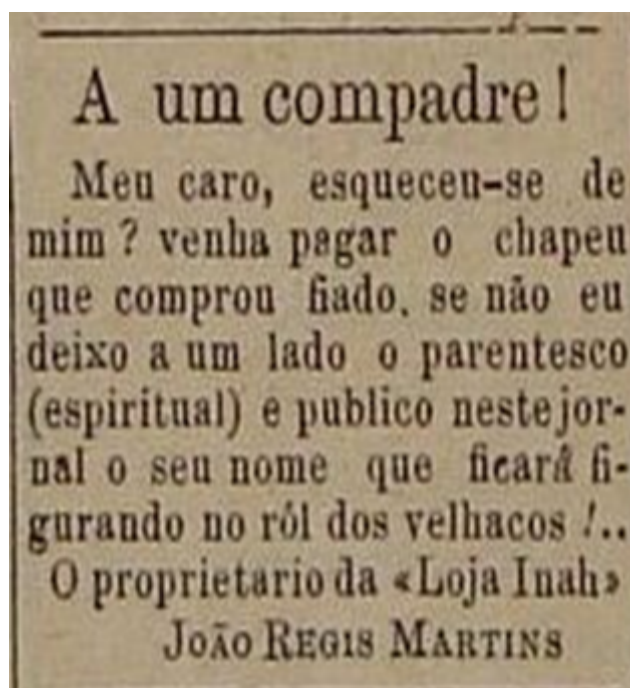 A um compadre!
Meu caro, esqueceu-se de
mim? venha pagar o chapeu
que comprou fiado, se não eu
deixo a um lado o parentesco
(espiritual) e publico neste jor-
nal o seu nome que ficará fi-
gurando no ról dos velhacos!..
O proprietario da «Loja Inah»
JOÃO REGIS MARTINS